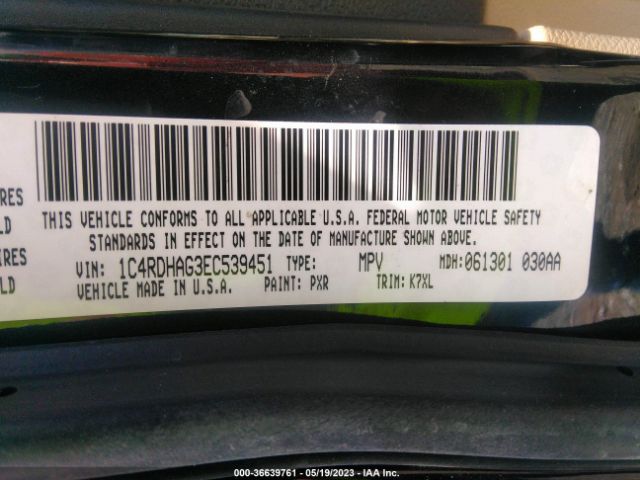 IRES
LD
IRES
LD
THIS VEHICLE CONFORMS TO ALL APPLICABLE U.S.A. FEDERAL MOTOR VEHICLE SAFETY
STANDARDS IN EFFECT ON THE DATE OF MANUFACTURE SHOWN ABOVE.
VIN: 1C4RDHAG3EC539451 TYPE: MPV MDH: 061301 030AA
VEHICLE MADE IN U.S.A. PAINT: PXR TRIM: K7XL
000-36639761 - 05/19/2023 - IAA Inc.